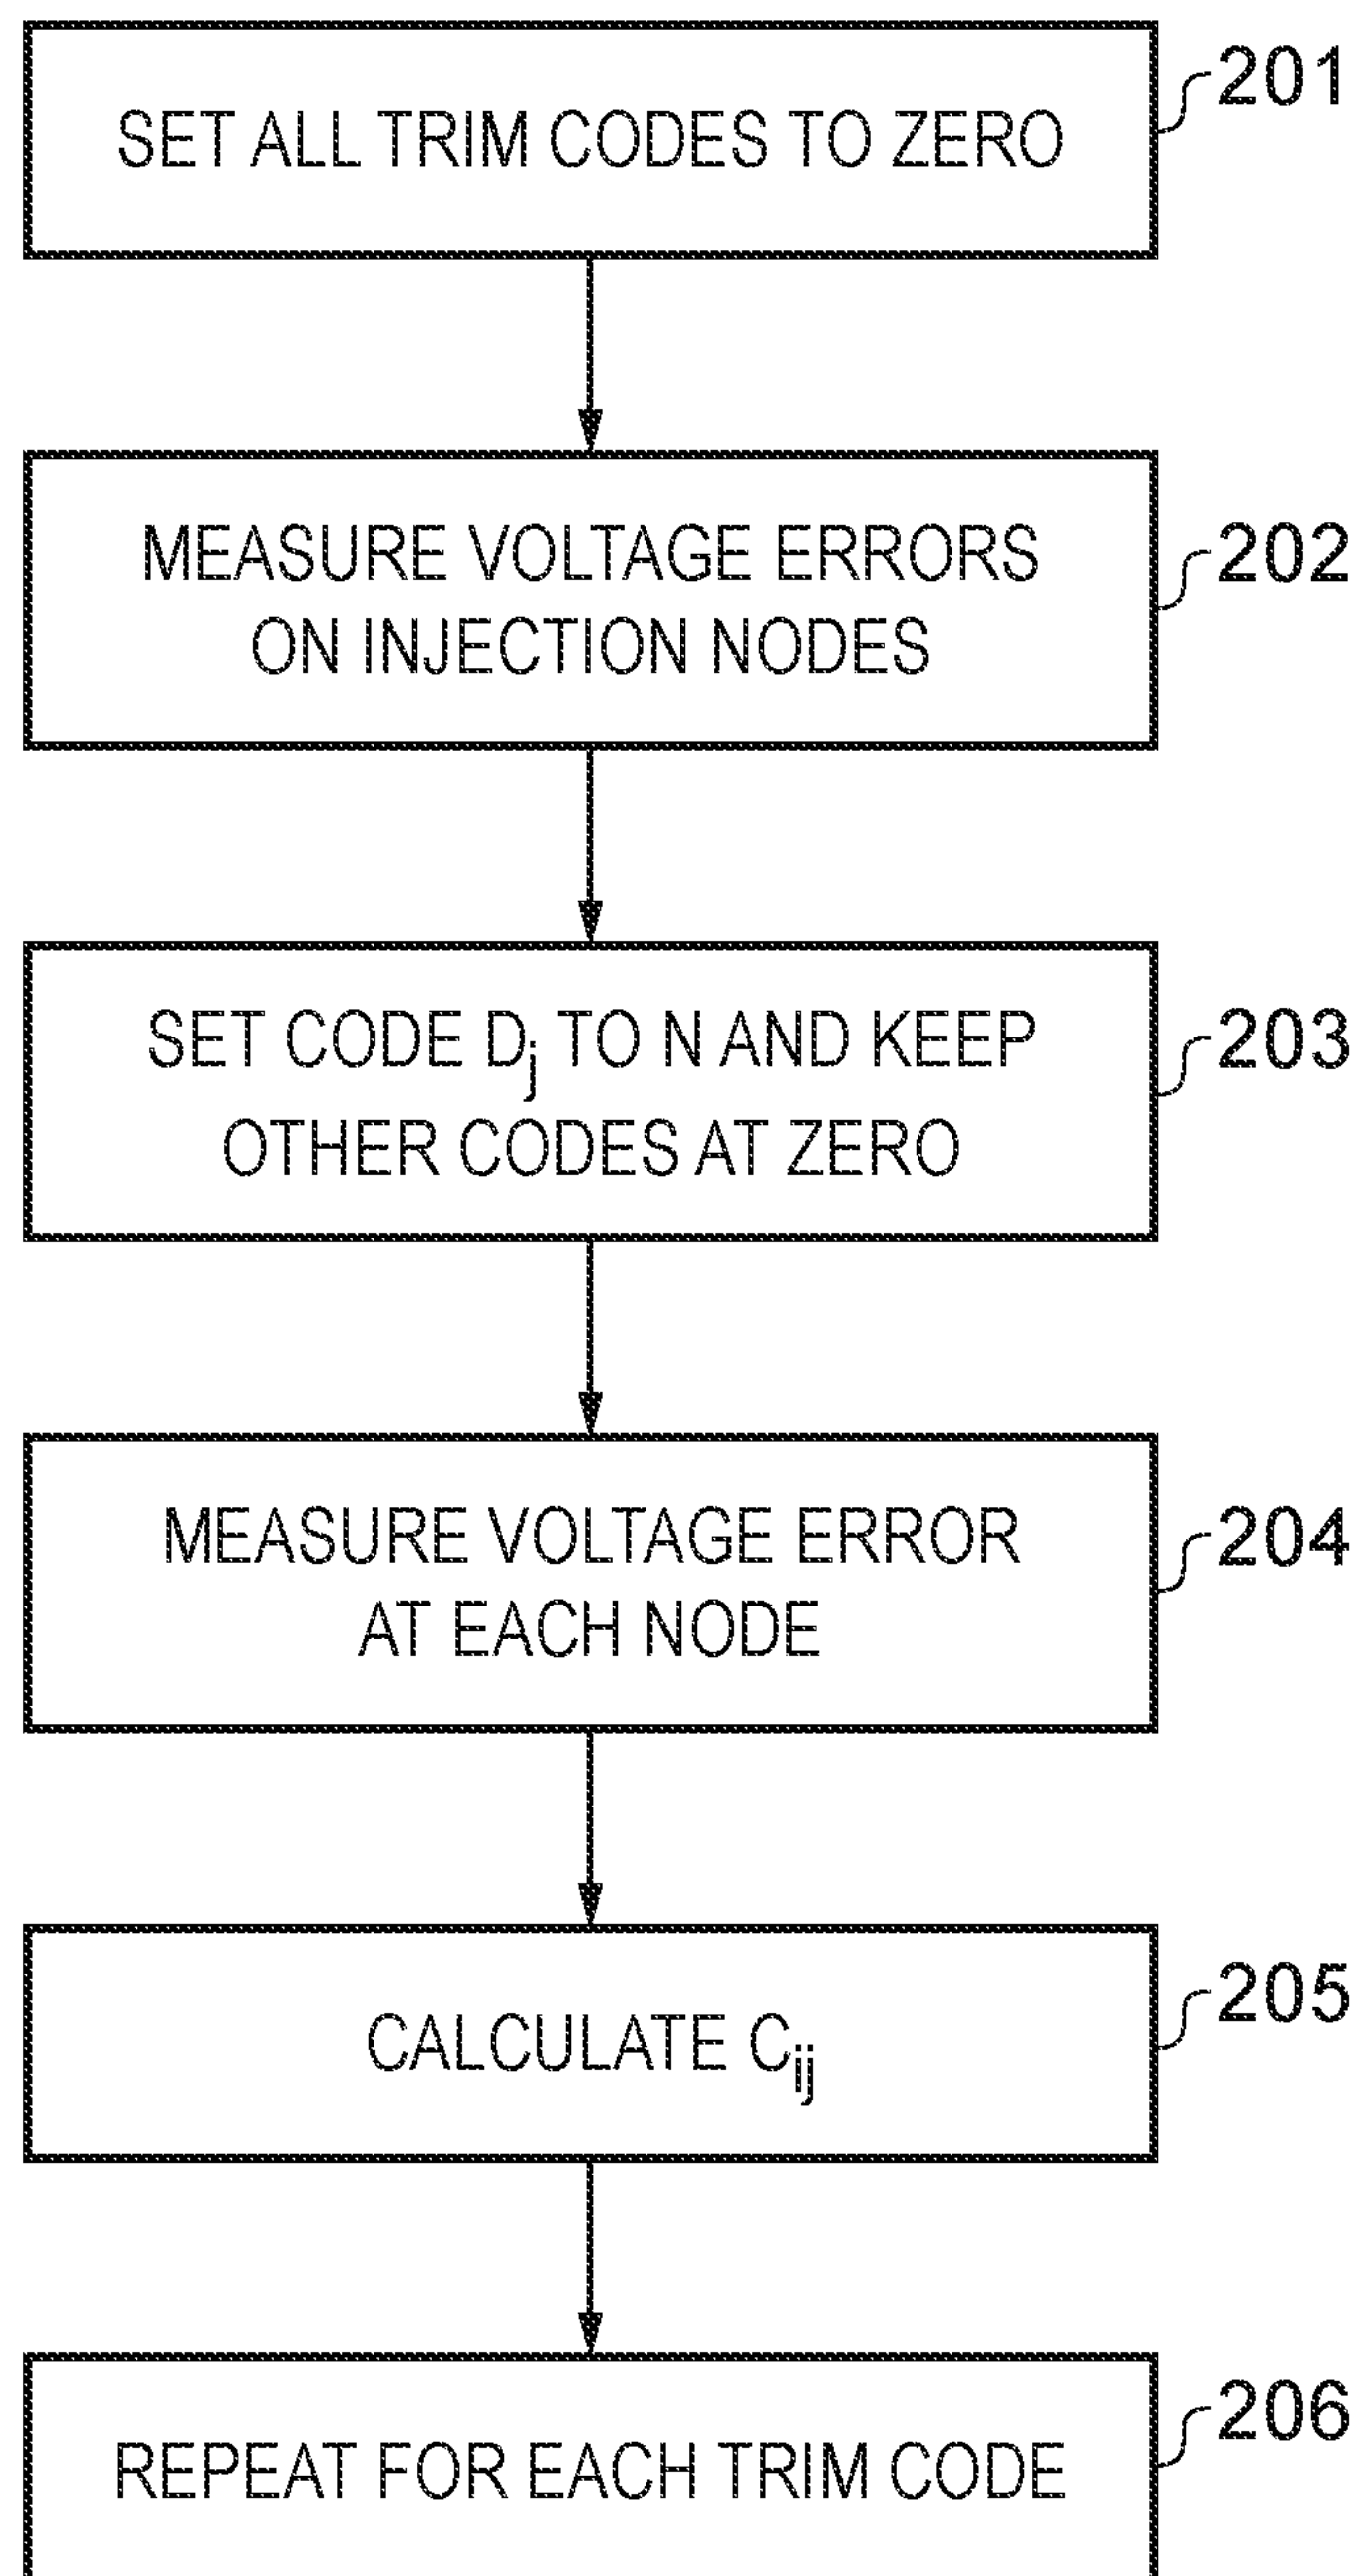 SET ALL TRIM CODES TO ZERO
201
MEASURE VOLTAGE ERRORS
ON INJECTION NODES
202
SET CODE Dj TO N AND KEEP
OTHER CODES AT ZERO
203
MEASURE VOLTAGE ERROR
AT EACH NODE
204
CALCULATE Cij
205
REPEAT FOR EACH TRIM CODE
206